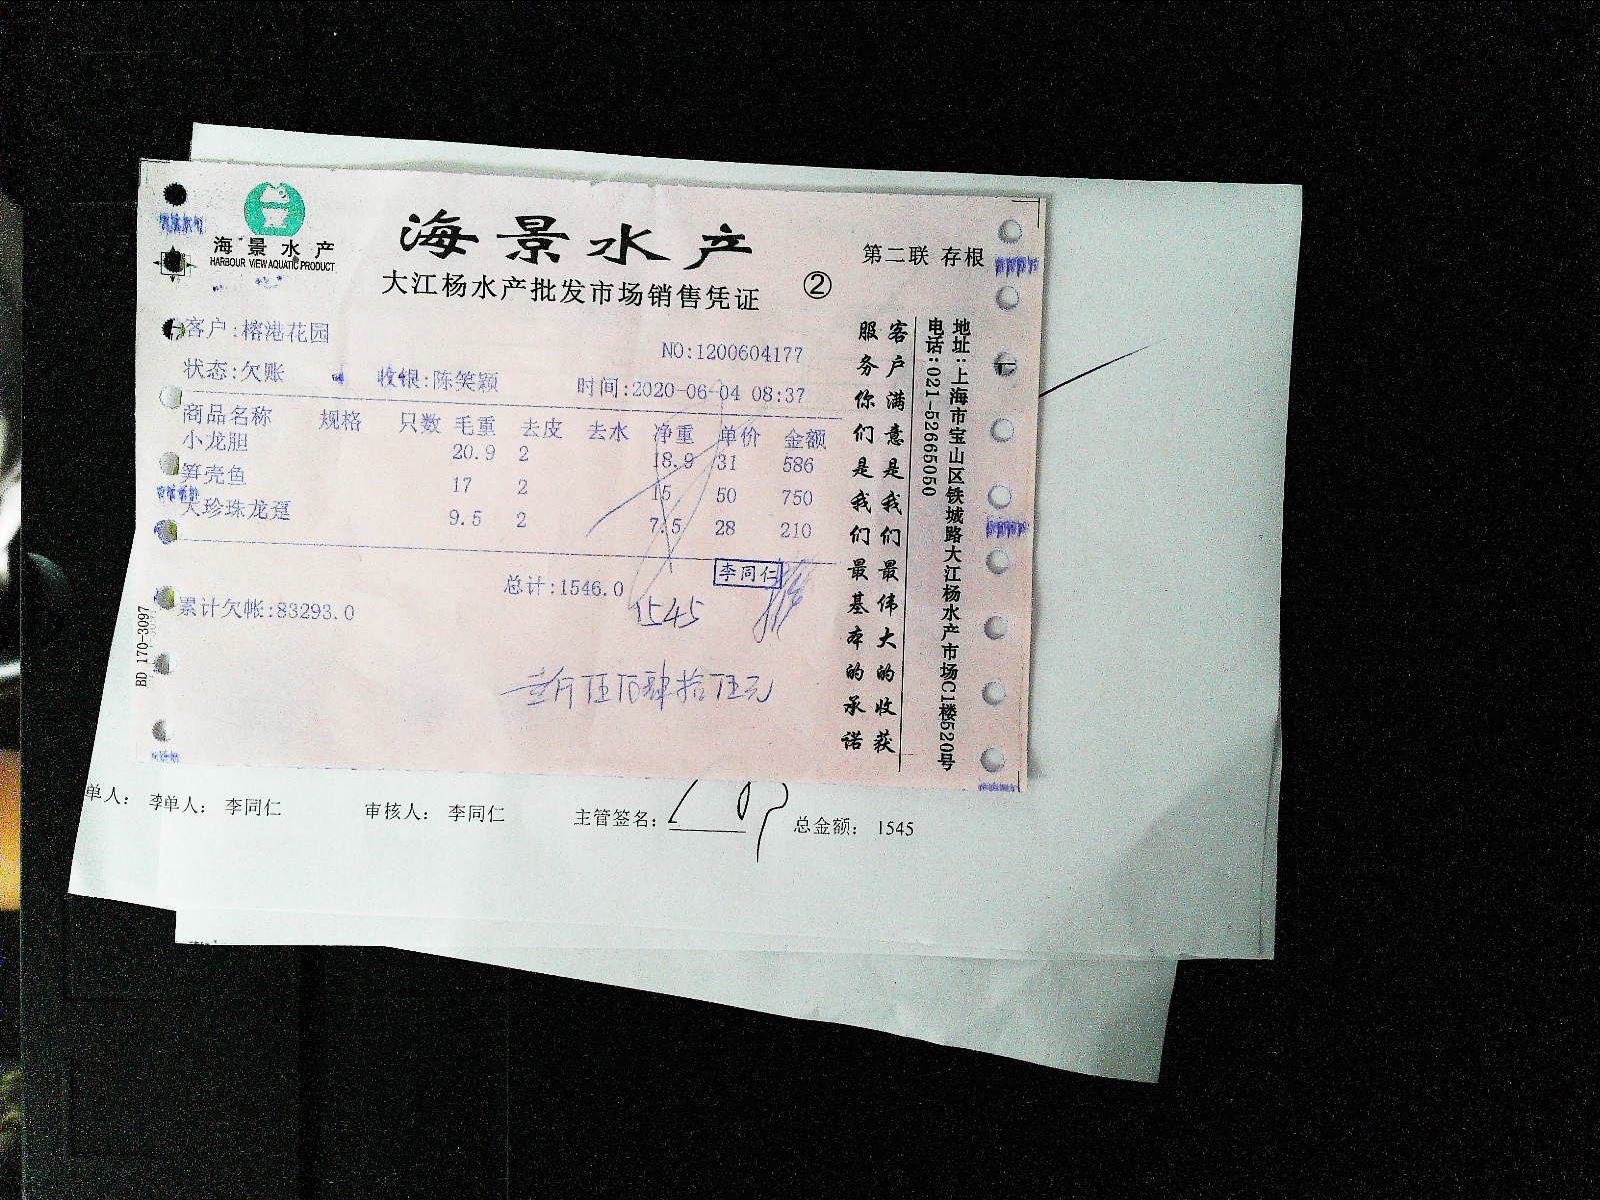 海景水产
HARBOUR VIEW AQUATIC PRODUCT
海景水产
大江杨水产批发市场销售凭证
②
第二联 存根
客户:榕港花园
NO:1200604177
状态:欠账 收银:陈笑颖 时间:2020-06-04 08:37
商品名称 规格 只数 毛重 去皮 去水 净重 单价 金额
小龙胆 20.9 2 18.9 31 586
笋壳鱼 17 2 15 50 750
大珍珠龙趸 9.5 2 7.5 28 210
总计:1546.0
李同仁
1545
累计欠帐:83293.0
壹仟伍佰肆拾伍元
BD 170-3097
客户满意是我们最伟大的收获
服务你们是我们最基本的承诺
地址:上海市宝山区铁城路大江杨水产市场C1楼520号
电话:021-52665050
单人: 李单人: 李同仁 审核人: 李同仁 主管签名: 总金额: 1545